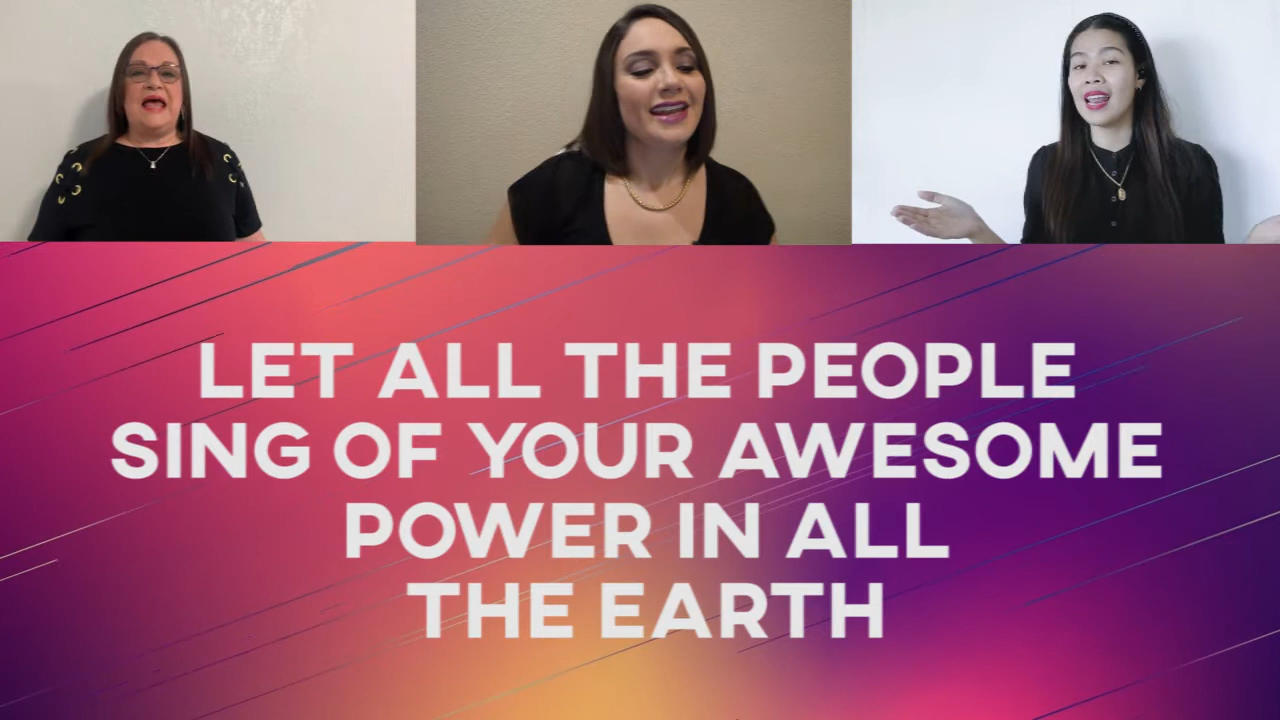 LET ALL THE PEOPLE
SING OF YOUR AWESOME
POWER IN ALL
THE EARTH